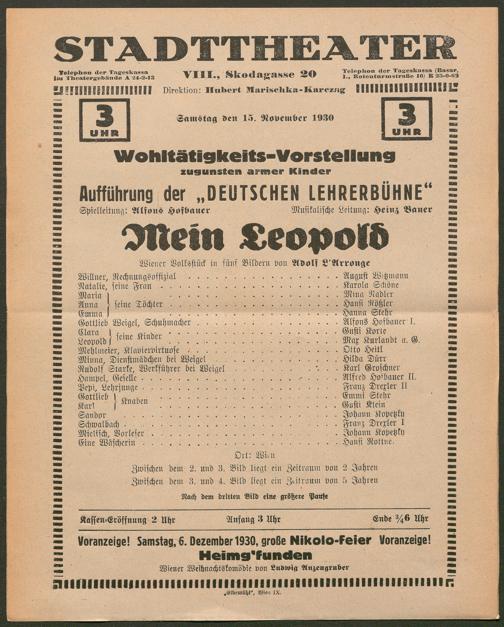 STADTTHEATER
Telephon der Tageskassa
im Theatergebäude A 24-2-13
VIII., Skodagasse 20
Telephon der Tageskassa (Bazar,
I., Rotenturmstraße 16) R 25-0-62
Direktion: Hubert Marischka-Karczag
3 UHR
Samstag den 15. November 1930
3 UHR
Wohltätigkeits-Vorstellung
zugunsten armer Kinder
Aufführung der „DEUTSCHEN LEHRERBÜHNE“
Spielleitung: Alfons Hofbauer Musikalische Leitung: Heinz Bauer
Mein Leopold
Wiener Volksstück in fünf Bildern von Adolf L'Arronge
Willner, Rechnungsoffizial August Witzmann
Natalie, seine Frau Karola Schöne
Maria Mina Nadler
Anna seine Töchter Hansi Rößler
Emma Hanna Stehr
Gottlieb Weigel, Schuhmacher Alfons Hofbauer I.
Clara Gusti Korie
Leopold seine Kinder Max Kurlandt a. G.
Mehlmeier, Klaviervirtuose Otto Heitl
Minna, Dienstmädchen bei Weigel Hilda Dürr
Rudolf Starke, Werkführer bei Weigel Karl Groschner
Hampel, Geselle Alfred Hofbauer II.
Pepi, Lehrjunge Franz Drexler II
Gottlieb Emmi Stehr
Karl Knaben Gusti Klein
Sandor Johann Kopetzky
Schwalbach Franz Drexler I
Mielisch, Vorleser Johann Kopetzky
Eine Wäscherin Hansi Rottne.
Ort: Wien
Zwischen dem 2. und 3. Bild liegt ein Zeitraum von 2 Jahren
Zwischen dem 3. und 4. Bild liegt ein Zeitraum von 5 Jahren
Nach dem dritten Bild eine größere Pause
Kassen-Eröffnung 2 Uhr Anfang 3 Uhr Ende ¾6 Uhr
Voranzeige! Samstag, 6. Dezember 1930, große Nikolo-Feier Voranzeige!
Heimg'funden
Wiener Weihnachtskomödie von Ludwig Anzengruber
„Elbemühl“, Wien IX.